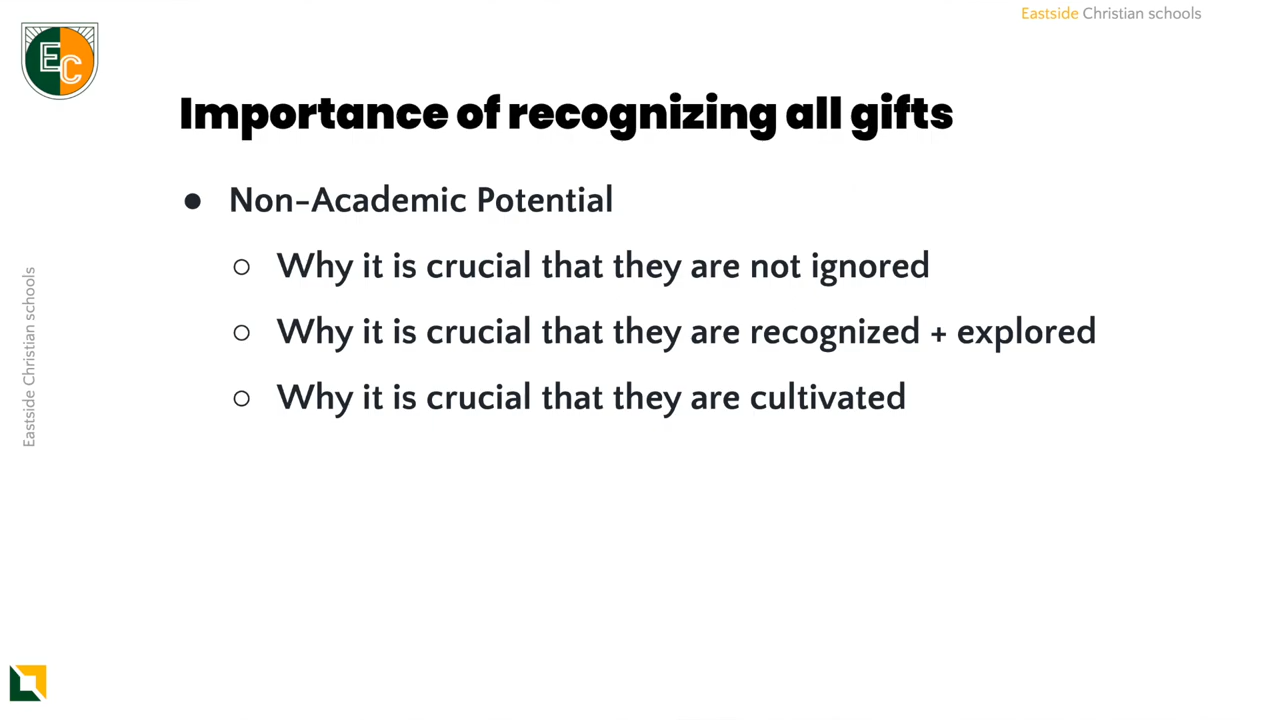 Eastside Christian schools
EC
Importance of recognizing all gifts
● Non-Academic Potential
○ Why it is crucial that they are not ignored
○ Why it is crucial that they are recognized + explored
○ Why it is crucial that they are cultivated
Eastside Christian schools